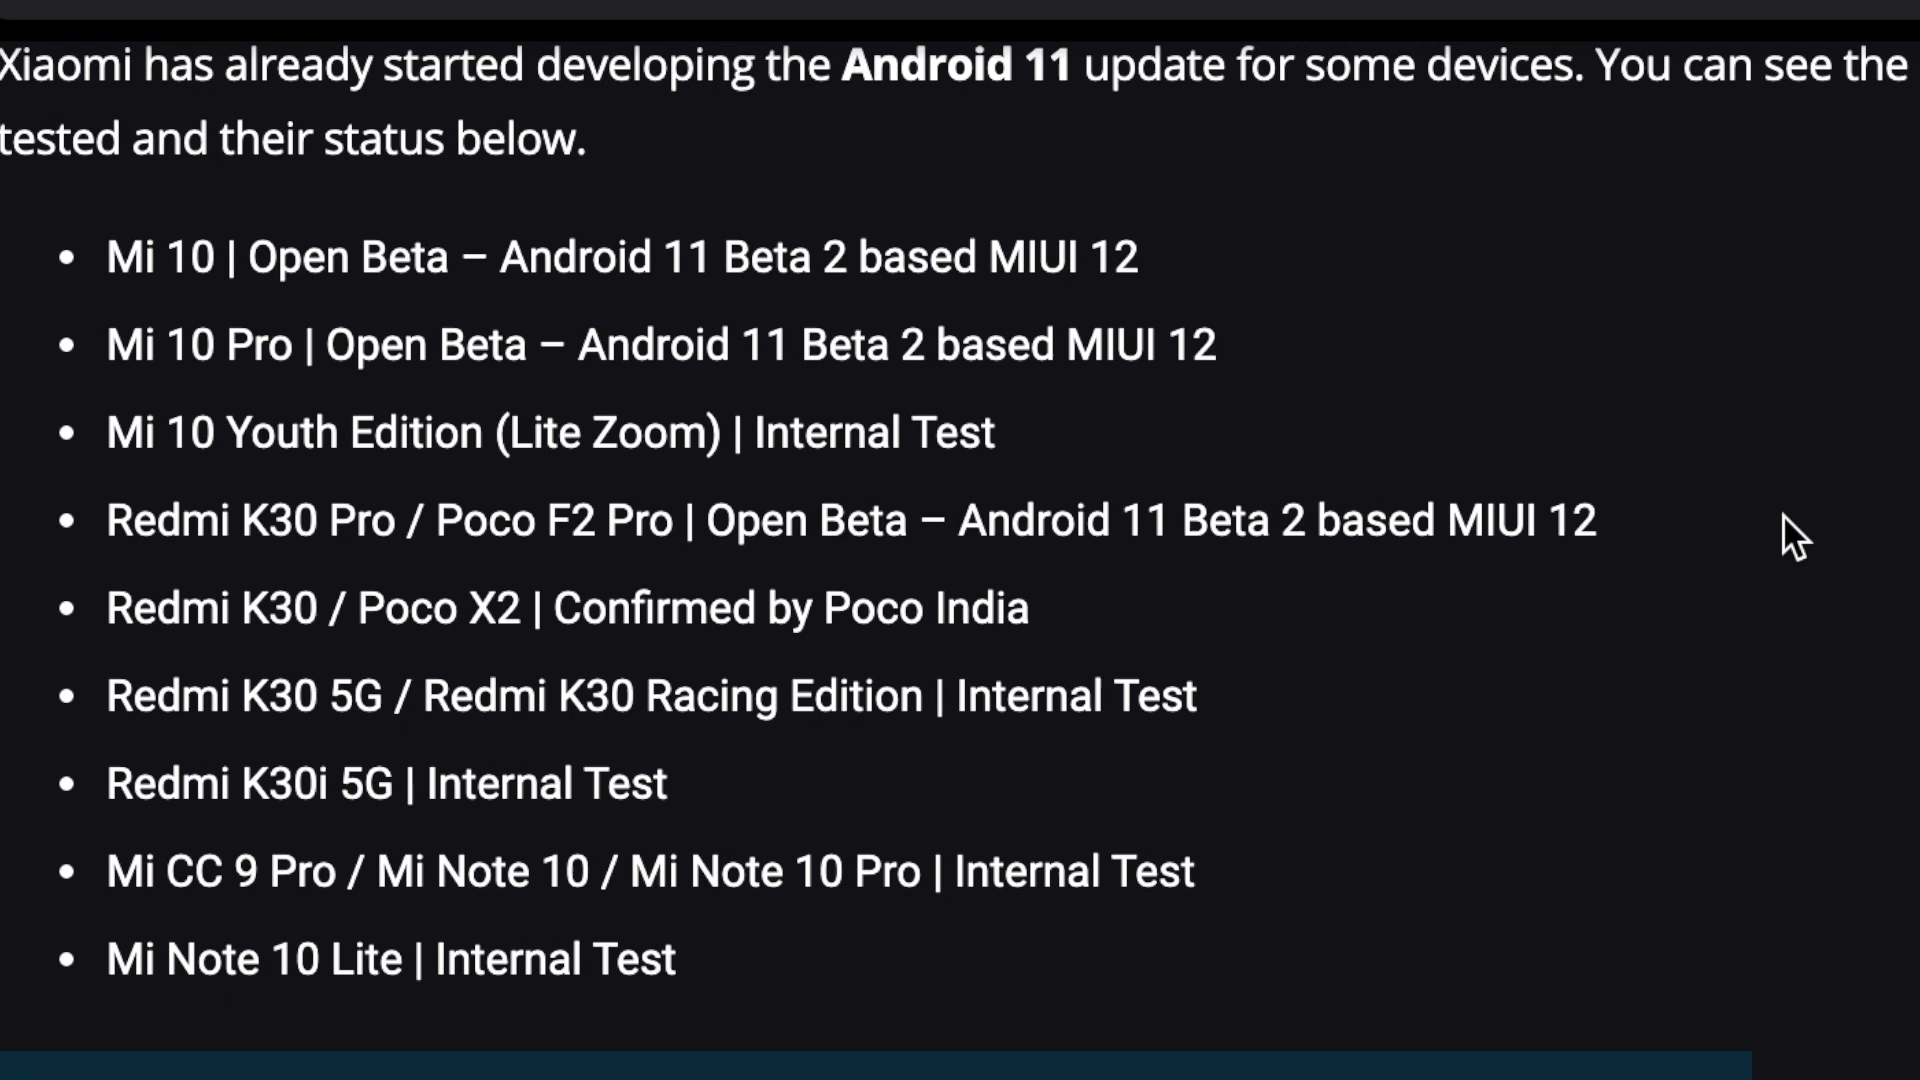 Xiaomi has already started developing the Android 11 update for some devices. You can see the
tested and their status below.
• Mi 10 | Open Beta – Android 11 Beta 2 based MIUI 12
• Mi 10 Pro | Open Beta – Android 11 Beta 2 based MIUI 12
• Mi 10 Youth Edition (Lite Zoom) | Internal Test
• Redmi K30 Pro / Poco F2 Pro | Open Beta – Android 11 Beta 2 based MIUI 12
• Redmi K30 / Poco X2 | Confirmed by Poco India
• Redmi K30 5G / Redmi K30 Racing Edition | Internal Test
• Redmi K30i 5G | Internal Test
• Mi CC 9 Pro / Mi Note 10 / Mi Note 10 Pro | Internal Test
• Mi Note 10 Lite | Internal Test